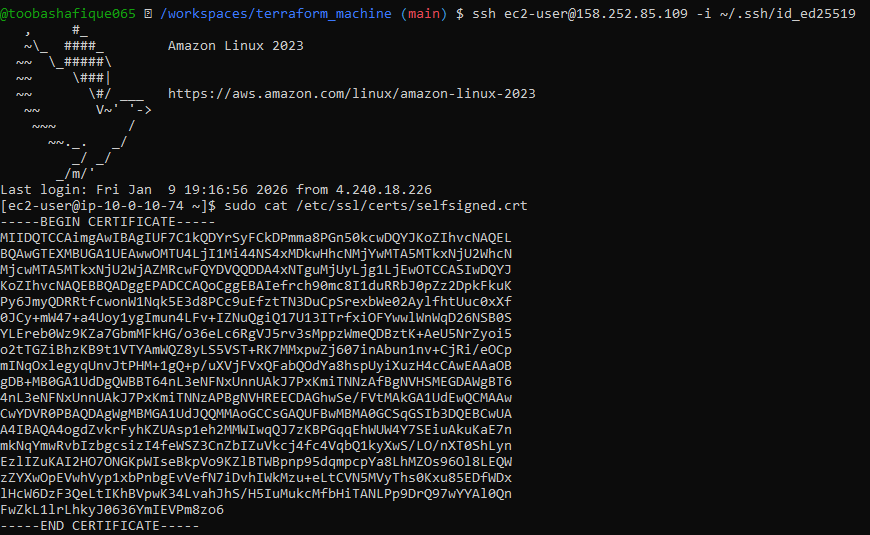 @toobashafique065 /workspaces/terraform_machine (main) $ ssh ec2-user@158.252.85.109 -i ~/.ssh/id_ed25519
   ,     #_
   ~\_  ####_        Amazon Linux 2023
  ~~  \_#####\
  ~~     \###|
  ~~       \#/ ___   https://aws.amazon.com/linux/amazon-linux-2023
   ~~       V~' '->
    ~~~         /
      ~~._.   _/
         _/ _/
       _/m/'
Last login: Fri Jan  9 19:16:56 2026 from 4.240.18.226
[ec2-user@ip-10-0-10-74 ~]$ sudo cat /etc/ssl/certs/selfsigned.crt
-----BEGIN CERTIFICATE-----
MIIDQTCCAimgAwIBAgIUF7C1kQDYrSyFCkDPmma8PGn50kcwDQYJKoZIhvcNAQEL
BQAwGTEXMBUGA1UEAwwOMTU4LjI1Mi44NS4xMDkwHhcNMjYwMTA5MTkxNjU2WhcN
MjcwMTA5MTkxNjU2WjAZMRcwFQYDVQQDDA4xNTguMjUyLjg1LjEwOTCCASIwDQYJ
KoZIhvcNAQEBBQADggEPADCCAQoCggEBAIefrch90mc8I1duRRbJ0pZz2DpkFkuK
Py6JmyQDRRtfcwonW1Nqk5E3d8PCc9uEfztTN3DuCpSrexbWe02AylfhtUuc0xXf
0JCy+mW47+a4Uoy1ygImun4LFv+IZNuQgiQ17U13ITrfxiOFYwwlWnWqD26NSB0S
YLEreb0Wz9KZa7GbmMFkHG/o36eLc6RgVJ5rv3sMppzWmeQDBztK+AeU5NrZyoi5
o2tTGZiBhzKB9t1VTYAmWQZ8yLS5VST+RK7MMxpwZj607inAbun1nv+CjRi/eOCp
mINqOxlegyqUnvJtPHM+1gQ+p/uXVjFVxQFabQOdYa8hspUyiXuzH4cCAwEAAaOB
gDB+MB0GA1UdDgQWBBT64nL3eNFNxUnnUAkJ7PxKmiTNNzAfBgNVHSMEGDAWgBT6
4nL3eNFNxUnnUAkJ7PxKmiTNNzAPBgNVHREECDAGhwSe/FVtMAkGA1UdEwQCMAAw
CwYDVR0PBAQDAgWgMBMGA1UdJQQMMAoGCCsGAQUFBwMBMA0GCSqGSIb3DQEBCwUA
A4IBAQA4ogdZvkrFyhKZUAsp1eh2MMWIwqQJ7zKBPGqqEhWUW4Y7SEiuAkuKaE7n
mkNqYmwRvbIzbgcsizI4feWSZ3CnZbIZuVkcj4fc4VqbQ1kyXwS/LO/nXT0ShLyn
EzlIZuKAI2HO7ONGKpWIseBkpVo9KZlBTWBpnp95dqmpcpYa8LhMZOs96Ol8LEQW
zZYXwOpEVwhVyp1xbPnbgEvVefN7iDvhIWkMzu+eLtCVN5MVyThs0Kxu85EDfWDx
lHcW6DzF3QeLtIKhBVpwK34LvahJhS/H5IuMukcMfbHiTANLPp9DrQ97wYYAl0Qn
FwZkL1lrLhkyJ0636YmIEVPm8zo6
-----END CERTIFICATE-----